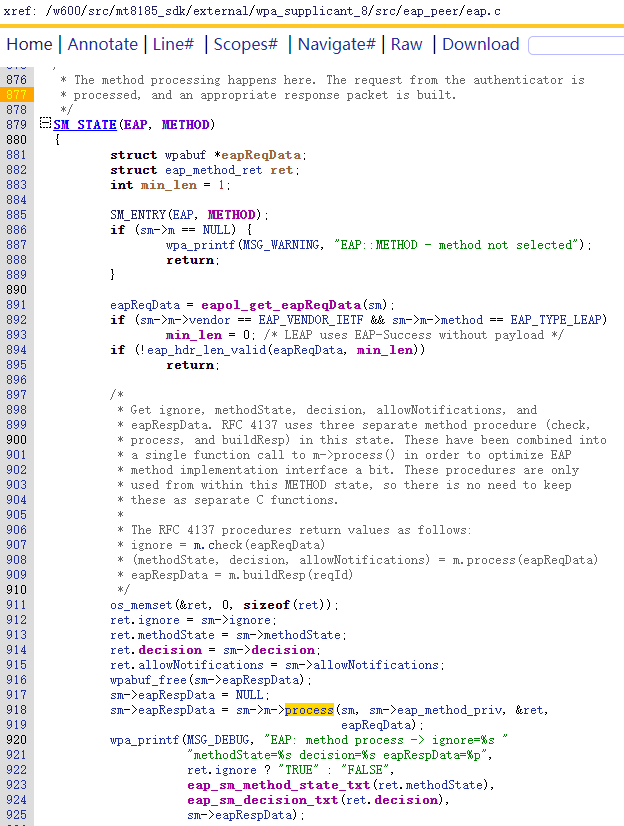 xref: /w600/src/mt8185_sdk/external/wpa_supplicant_8/src/eap_peer/eap.c
Home | Annotate | Line# | Scopes# | Navigate# | Raw | Download
876 * The method processing happens here. The request from the authenticator is
877 * processed, and an appropriate response packet is built.
878 */
879 SM_STATE(EAP, METHOD)
880 {
881 struct wpabuf *eapReqData;
882 struct eap_method_ret ret;
883 int min_len = 1;
884
885 SM_ENTRY(EAP, METHOD);
886 if (sm->m == NULL) {
887 wpa_printf(MSG_WARNING, "EAP::METHOD - method not selected");
888 return;
889 }
890
891 eapReqData = eapol_get_eapReqData(sm);
892 if (sm->m->vendor == EAP_VENDOR_IETF && sm->m->method == EAP_TYPE_LEAP)
893 min_len = 0; /* LEAP uses EAP-Success without payload */
894 if (!eap_hdr_len_valid(eapReqData, min_len))
895 return;
896
897 /*
898 * Get ignore, methodState, decision, allowNotifications, and
899 * eapRespData. RFC 4137 uses three separate method procedure (check,
900 * process, and buildResp) in this state. These have been combined into
901 * a single function call to m->process() in order to optimize EAP
902 * method implementation interface a bit. These procedures are only
903 * used from within this METHOD state, so there is no need to keep
904 * these as separate C functions.
905 *
906 * The RFC 4137 procedures return values as follows:
907 * ignore = m.check(eapReqData)
908 * (methodState, decision, allowNotifications) = m.process(eapReqData)
909 * eapRespData = m.buildResp(reqId)
910 */
911 os_memset(&ret, 0, sizeof(ret));
912 ret.ignore = sm->ignore;
913 ret.methodState = sm->methodState;
914 ret.decision = sm->decision;
915 ret.allowNotifications = sm->allowNotifications;
916 wpabuf_free(sm->eapRespData);
917 sm->eapRespData = NULL;
918 sm->eapRespData = sm->m->process(sm, sm->eap_method_priv, &ret,
919 eapReqData);
920 wpa_printf(MSG_DEBUG, "EAP: method process -> ignore=%s "
921 "methodState=%s decision=%s eapRespData=%p",
922 ret.ignore ? "TRUE" : "FALSE",
923 eap_sm_method_state_txt(ret.methodState),
924 eap_sm_decision_txt(ret.decision),
925 sm->eapRespData);